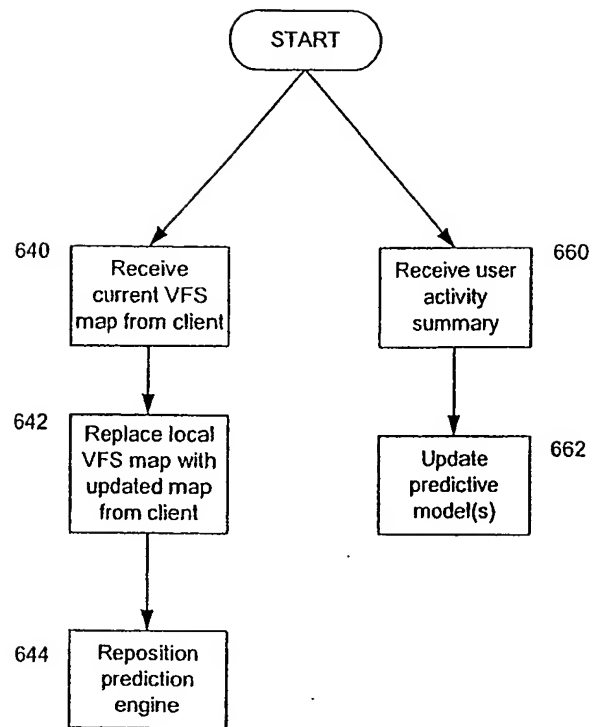 START
640
Receive
current VFS
map from client
660
Receive user
activity
summary
642
Replace local
VFS map with
updated map
from client
662
Update
predictive
model(s)
644
Reposition
prediction
engine